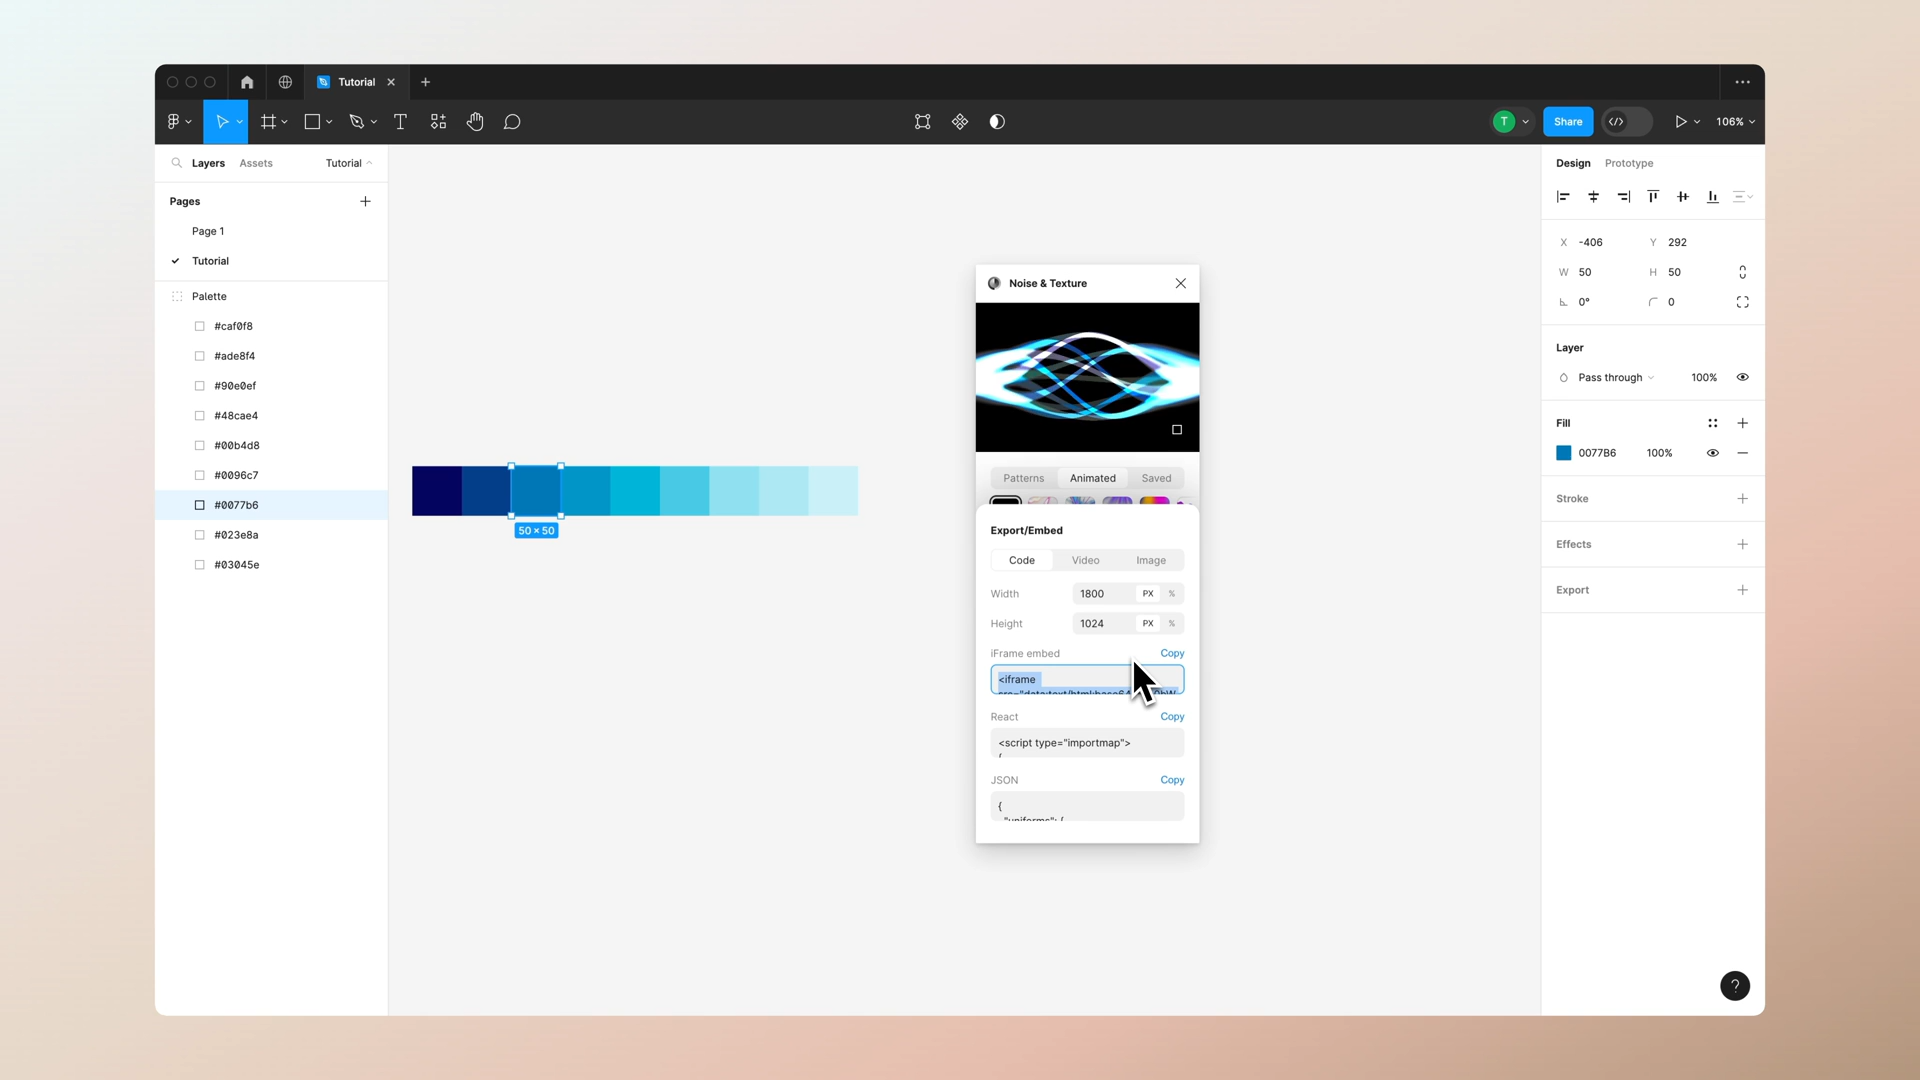 Tutorial
T
Share
106%
Layers
Assets
Tutorial
Pages
Page 1
Tutorial
Palette
#caf0f8
#ade8f4
#90e0ef
#48cae4
#00b4d8
#0096c7
#0077b6
#023e8a
#03045e
50 × 50
Noise & Texture
Patterns
Animated
Saved
Export/Embed
Code
Video
Image
Width
1800
PX
%
Height
1024
PX
%
iFrame embed
Copy
<iframe
React
Copy
<script type="importmap">
{
JSON
Copy
{
"uniforms": {
Design
Prototype
X -406
Y 292
W 50
H 50
0°
0
Layer
Pass through
100%
Fill
0077B6
100%
Stroke
Effects
Export
?